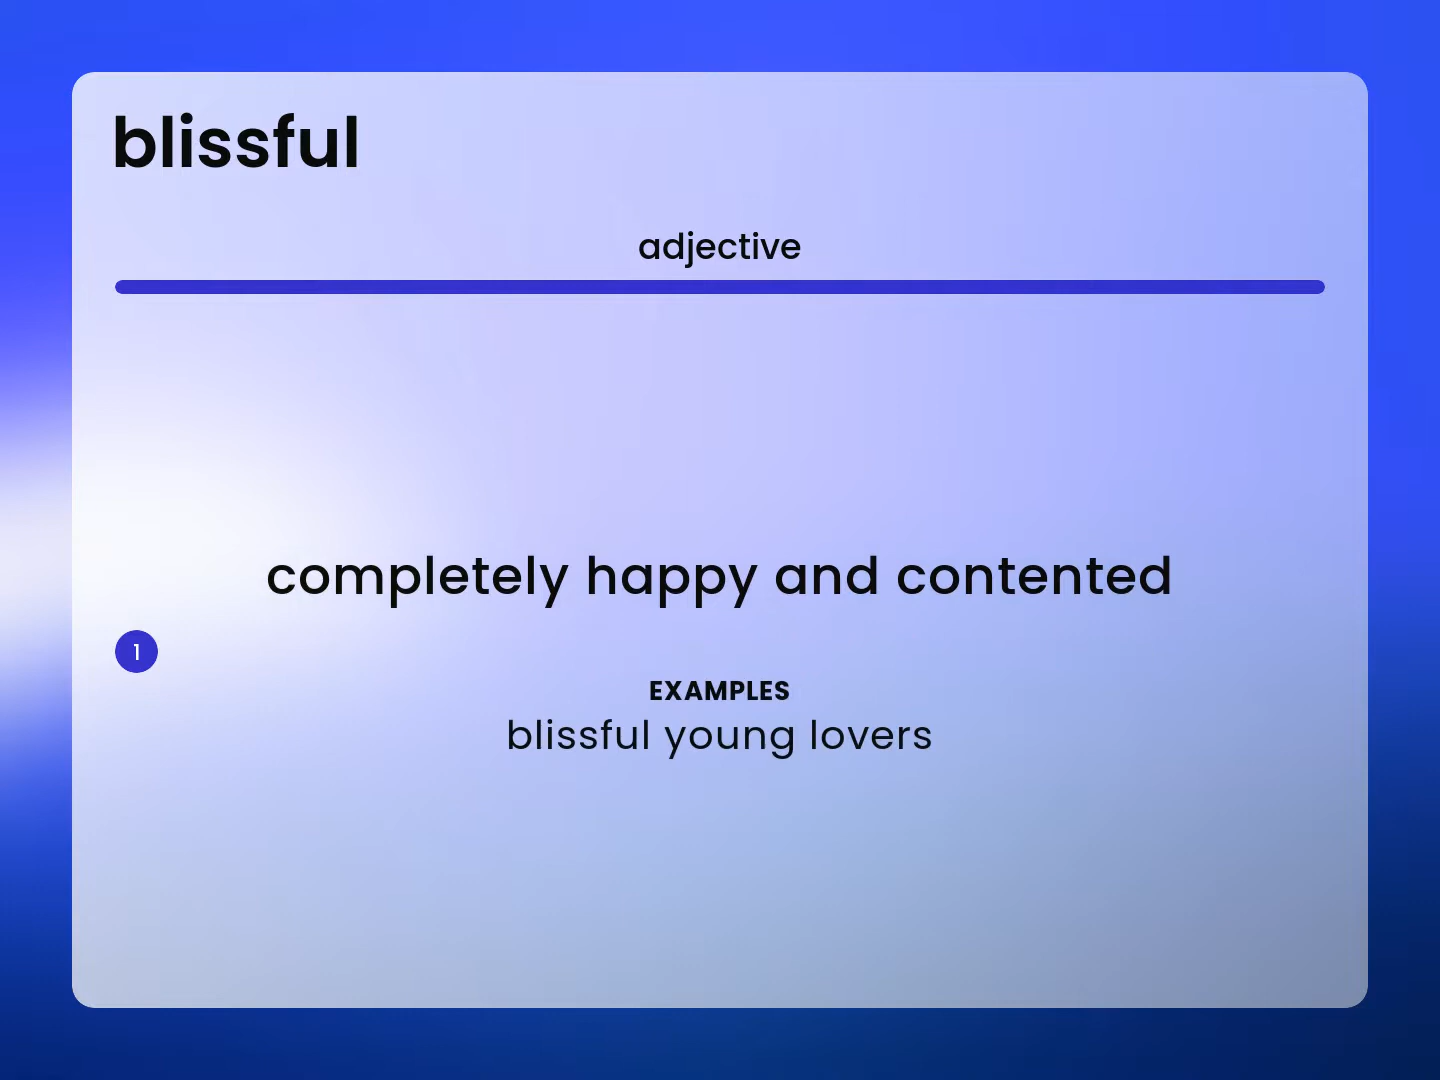 blissful
adjective
completely happy and contented
1
EXAMPLES
blissful young lovers